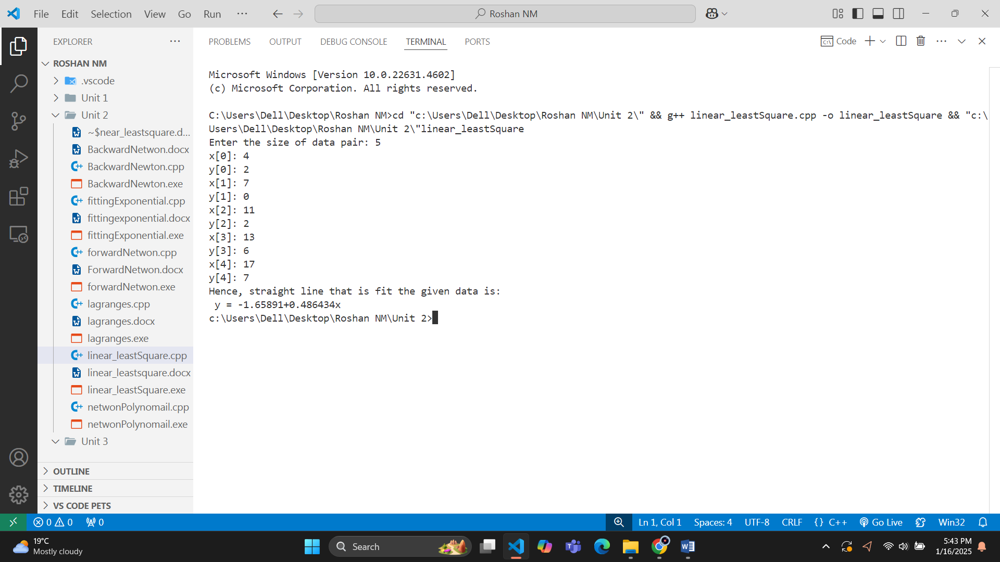 File Edit Selection View Go Run ··· Roshan NM
EXPLORER ···
ROSHAN NM
.vscode
Unit 1
Unit 2
~$near_leastsquare.d...
BackwardNetwon.docx
BackwardNewton.cpp
BackwardNewton.exe
fittingExponential.cpp
fittingexponential.docx
fittingExponential.exe
forwardNetwon.cpp
ForwardNetwon.docx
forwardNetwon.exe
lagranges.cpp
lagranges.docx
lagranges.exe
linear_leastSquare.cpp
linear_leastsquare.docx
linear_leastSquare.exe
netwonPolynomail.cpp
netwonPolynomail.exe
Unit 3
OUTLINE
TIMELINE
VS CODE PETS
PROBLEMS OUTPUT DEBUG CONSOLE TERMINAL PORTS Code
Microsoft Windows [Version 10.0.22631.4602]
(c) Microsoft Corporation. All rights reserved.
C:\Users\Dell\Desktop\Roshan NM>cd "c:\Users\Dell\Desktop\Roshan NM\Unit 2\" && g++ linear_leastSquare.cpp -o linear_leastSquare && "c:\
Users\Dell\Desktop\Roshan NM\Unit 2\"linear_leastSquare
Enter the size of data pair: 5
x[0]: 4
y[0]: 2
x[1]: 7
y[1]: 0
x[2]: 11
y[2]: 2
x[3]: 13
y[3]: 6
x[4]: 17
y[4]: 7
Hence, straight line that is fit the given data is:
y = -1.65891+0.486434x
c:\Users\Dell\Desktop\Roshan NM\Unit 2>
0 0 0 Ln 1, Col 1 Spaces: 4 UTF-8 CRLF {} C++ Go Live Win32
19°C
Mostly cloudy
Search
5:43 PM
1/16/2025